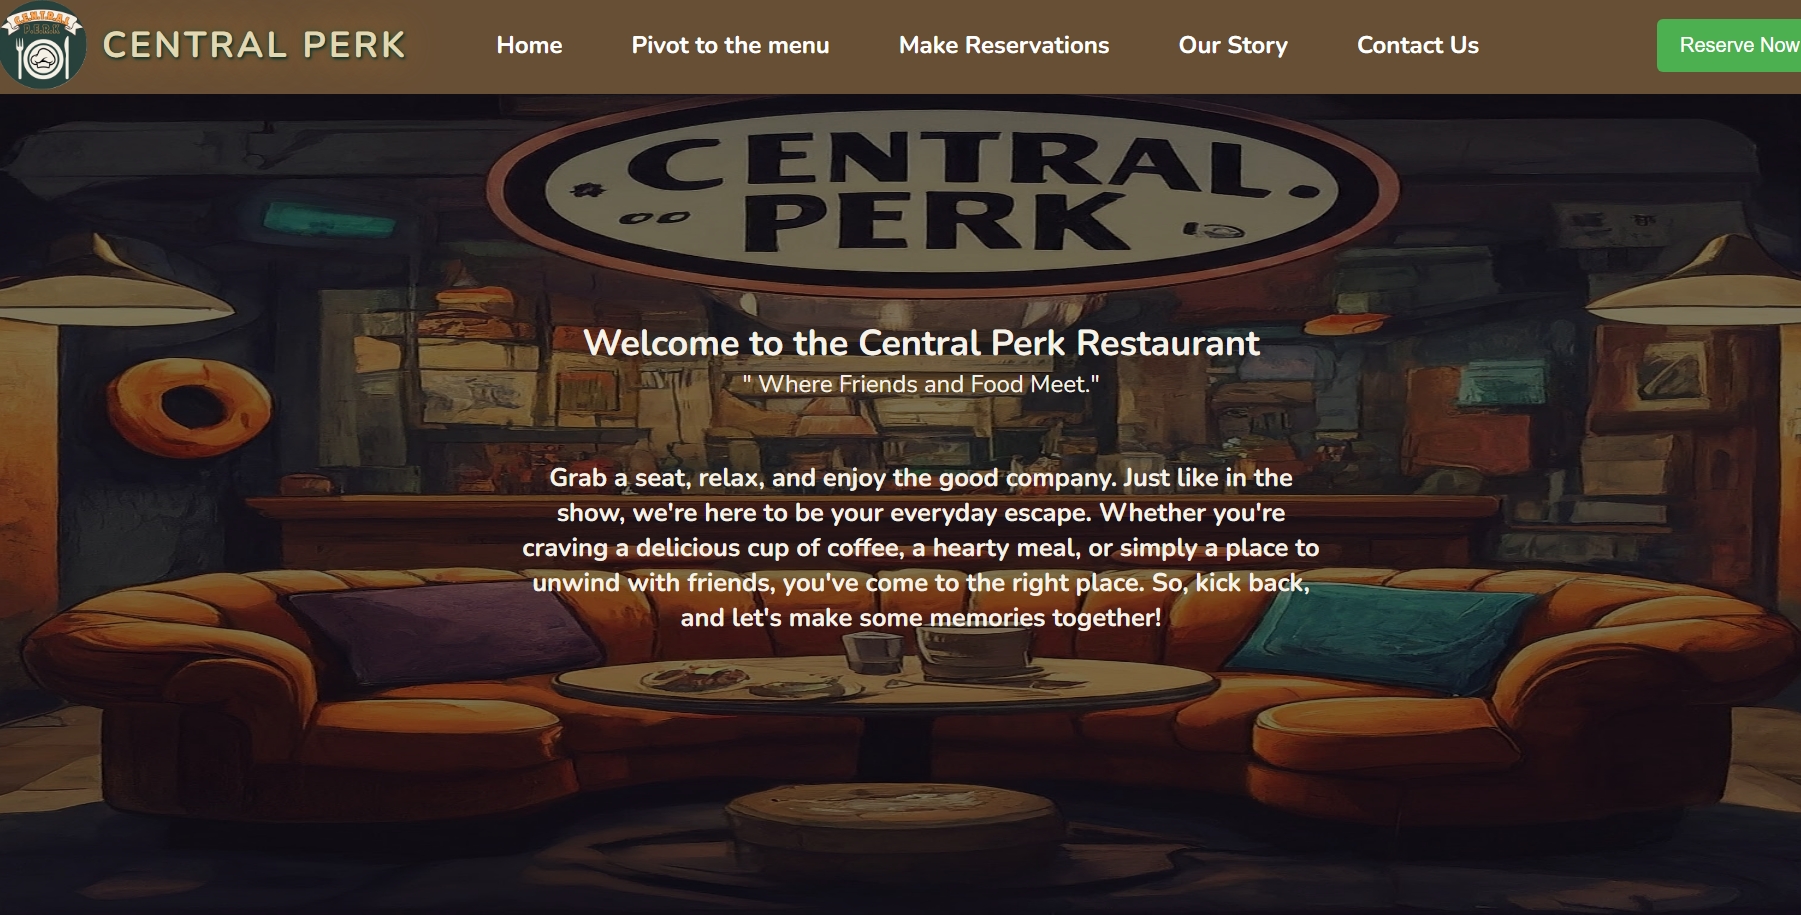 CENTRAL
P.E.R.K
CENTRAL PERK
Home
Pivot to the menu
Make Reservations
Our Story
Contact Us
Reserve Now
CENTRAL
PERK
Welcome to the Central Perk Restaurant
" Where Friends and Food Meet."
Grab a seat, relax, and enjoy the good company. Just like in the
show, we're here to be your everyday escape. Whether you're
craving a delicious cup of coffee, a hearty meal, or simply a place to
unwind with friends, you've come to the right place. So, kick back,
and let's make some memories together!